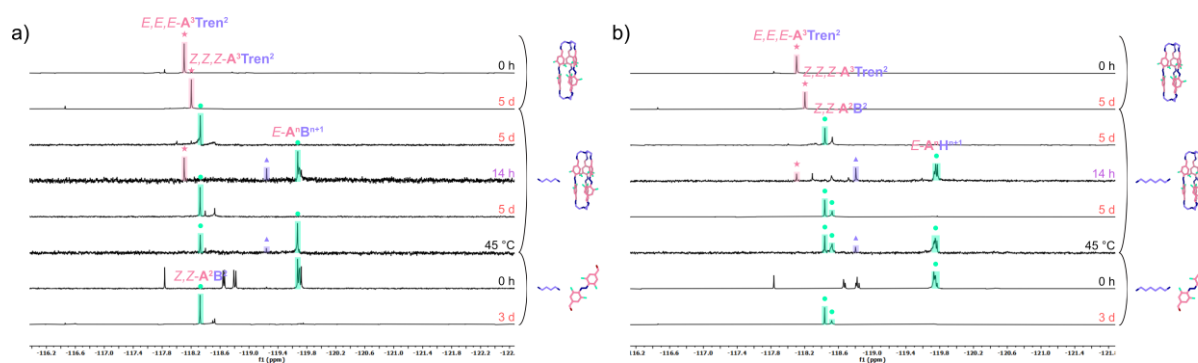 a)
E,E,E-A³Tren²
Z,Z,Z-A³Tren²
0 h
5 d
5 d
E-AⁿBⁿ⁺¹
14 h
5 d
45 °C
0 h
Z,Z-A²B²
3 d
-116.2 -116.6 -117.0 -117.4 -117.8 -118.2 -118.6 -119.0 -119.4 -119.8 -120.2 -120.6 -121.0 -121.4 -121.8 -122.2
f1 (ppm)
b)
E,E,E-A³Tren²
0 h
Z,Z,Z-A³Tren²
5 d
Z,Z-A²B²
5 d
E-AⁿHⁿ⁺¹
14 h
5 d
45 °C
0 h
3 d
-116.2 -116.6 -117.0 -117.4 -117.8 -118.2 -118.6 -119.0 -119.4 -119.8 -120.2 -120.6 -121.0
f1 (ppm)